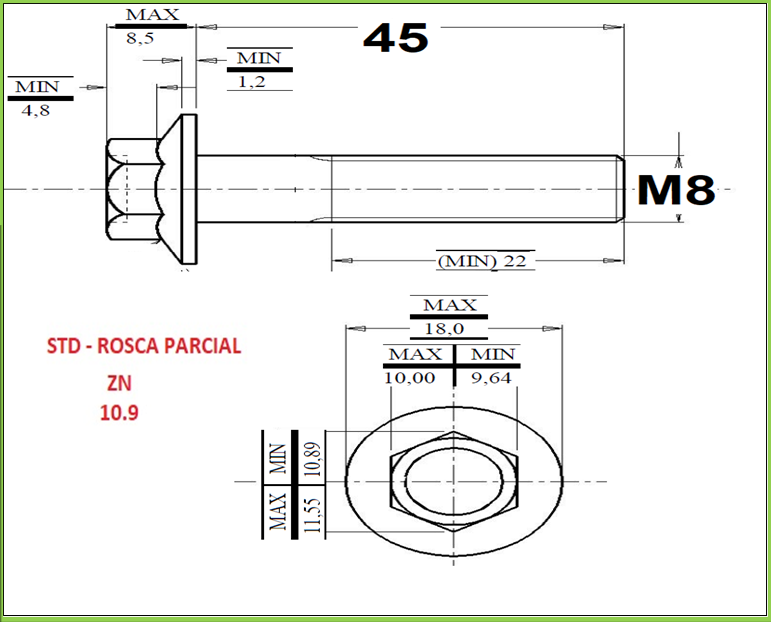 MAX
8,5
45
MIN
1,2
MIN
4,8
M8
(MIN) 22
MAX
18,0
STD - ROSCA PARCIAL
ZN
10.9
MAX MIN
10,00 9,64
MIN 10,89
MAX 11,55